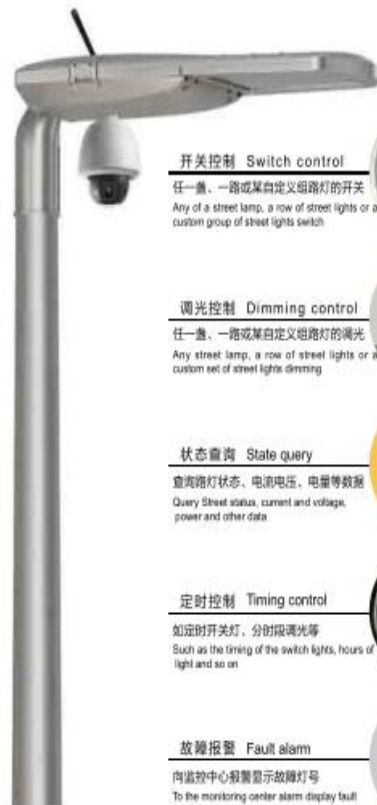 开关控制 Switch control
任一盏、一路或某自定义组路灯的开关
Any of a street lamp, a row of street lights or a
custom group of street lights switch
调光控制 Dimming control
任一盏、一路或某自定义组路灯的调光
Any street lamp, a row of street lights or a
custom set of street lights dimming
状态查询 State query
查询路灯状态、电流电压、电量等数据
Query Street status, current and voltage,
power and other data
定时控制 Timing control
如定时开关灯、分时段调光等
Such as the timing of the switch lights, hours of
light and so on
故障报警 Fault alarm
向监控中心报警显示故障灯号
To the monitoring center alarm display fault